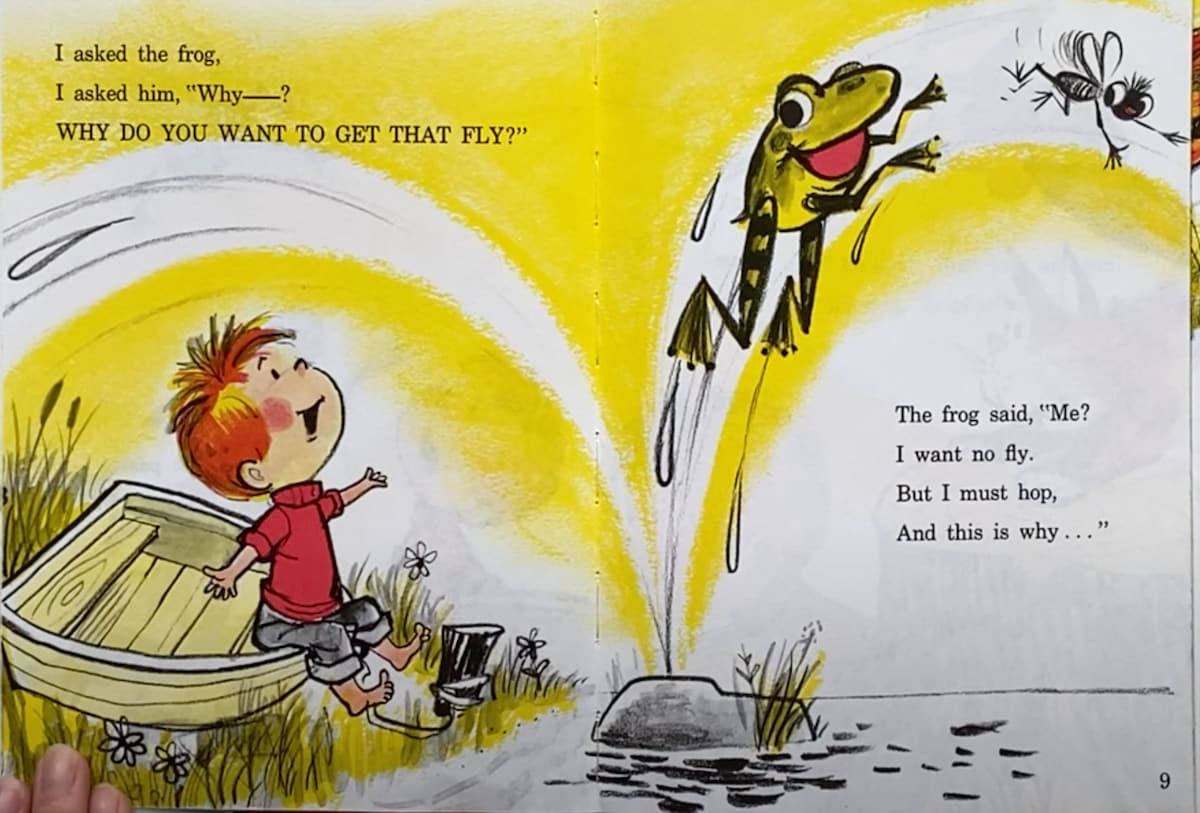 I asked the frog,
I asked him, "Why——?
WHY DO YOU WANT TO GET THAT FLY?"
The frog said, "Me?
I want no fly.
But I must hop,
And this is why . . ."
9